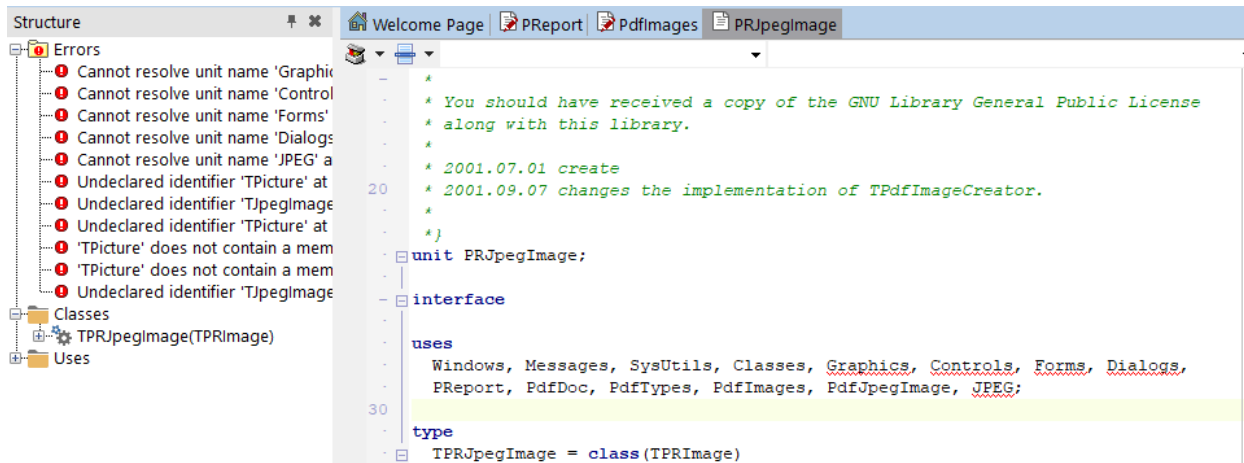 Structure
Errors
Cannot resolve unit name 'Graphic
Cannot resolve unit name 'Control
Cannot resolve unit name 'Forms'
Cannot resolve unit name 'Dialogs
Cannot resolve unit name 'JPEG' a
Undeclared identifier 'TPicture' at
Undeclared identifier 'TJpegImage
Undeclared identifier 'TPicture' at
'TPicture' does not contain a mem
'TPicture' does not contain a mem
Undeclared identifier 'TJpegImage
Classes
TPRJpegImage(TPRImage)
Uses
Welcome Page PReport PdfImages PRJpegImage
*
* You should have received a copy of the GNU Library General Public License
* along with this library.
*
* 2001.07.01 create
20 * 2001.09.07 changes the implementation of TPdfImageCreator.
*
*}
unit PRJpegImage;
interface
uses
Windows, Messages, SysUtils, Classes, Graphics, Controls, Forms, Dialogs,
PReport, PdfDoc, PdfTypes, PdfImages, PdfJpegImage, JPEG;
30
type
TPRJpegImage = class(TPRImage)